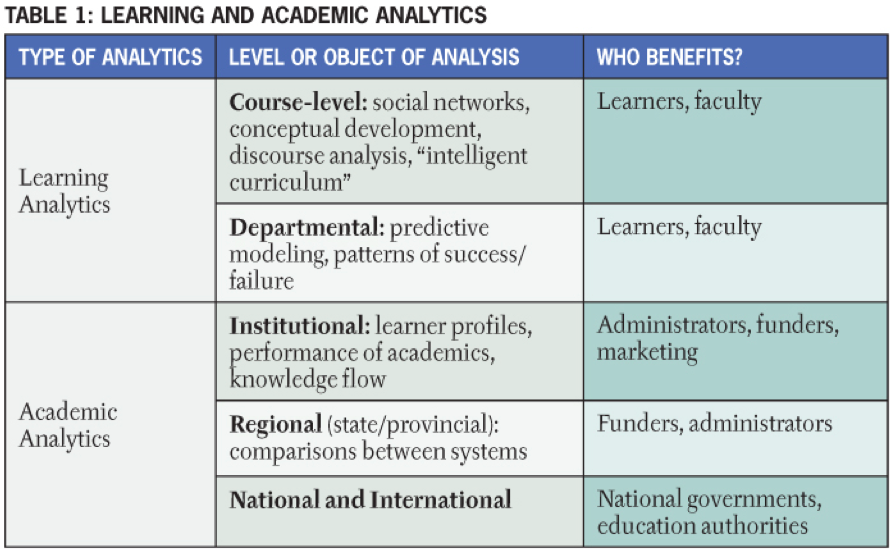 TABLE 1: LEARNING AND ACADEMIC ANALYTICS
TYPE OF ANALYTICS
LEVEL OR OBJECT OF ANALYSIS
WHO BENEFITS?
Learning
Analytics
Course-level: social networks,
conceptual development,
discourse analysis, “intelligent
curriculum”
Learners, faculty
Departmental: predictive
modeling, patterns of success/
failure
Learners, faculty
Academic
Analytics
Institutional: learner profiles,
performance of academics,
knowledge flow
Administrators, funders,
marketing
Regional (state/provincial):
comparisons between systems
Funders, administrators
National and International
National governments,
education authorities